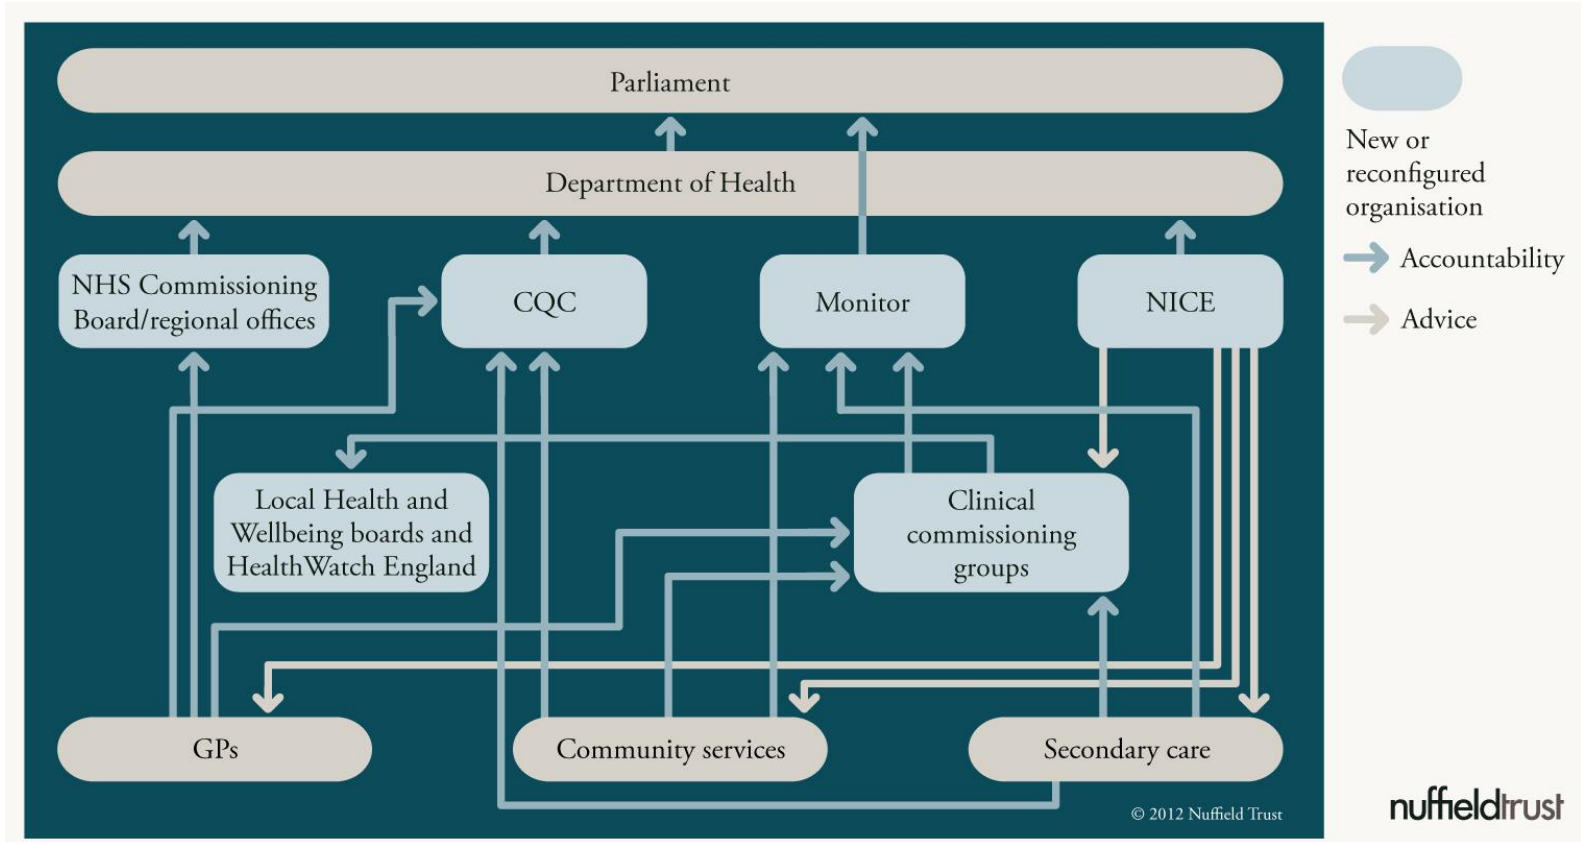 Parliament
Department of Health
NHS Commissioning
Board/regional offices
CQC
Monitor
NICE
Local Health and
Wellbeing boards and
HealthWatch England
Clinical
commissioning
groups
GPs
Community services
Secondary care
© 2012 Nuffield Trust
New or
reconfigured
organisation
Accountability
Advice
nuffieldtrust